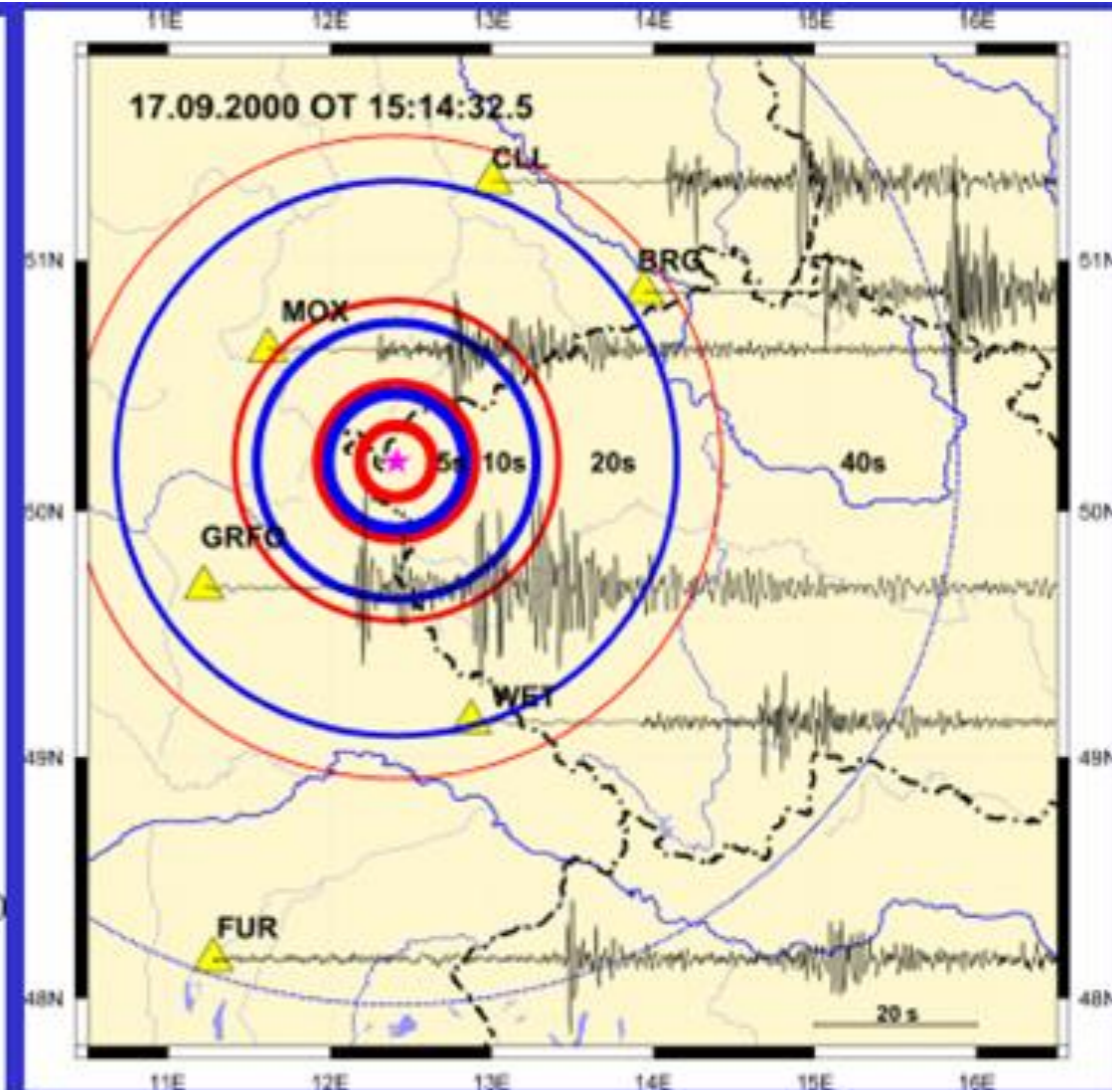 11E 12E 13E 14E 15E 16E
17.09.2000 OT 15:14:32.5
CLL
51N BRG 51N
MOX
5s 10s 20s 40s
50N 50N
GRFO
WET
49N 49N
FUR
48N 48N
20 s
11E 12E 13E 14E 15E 16E